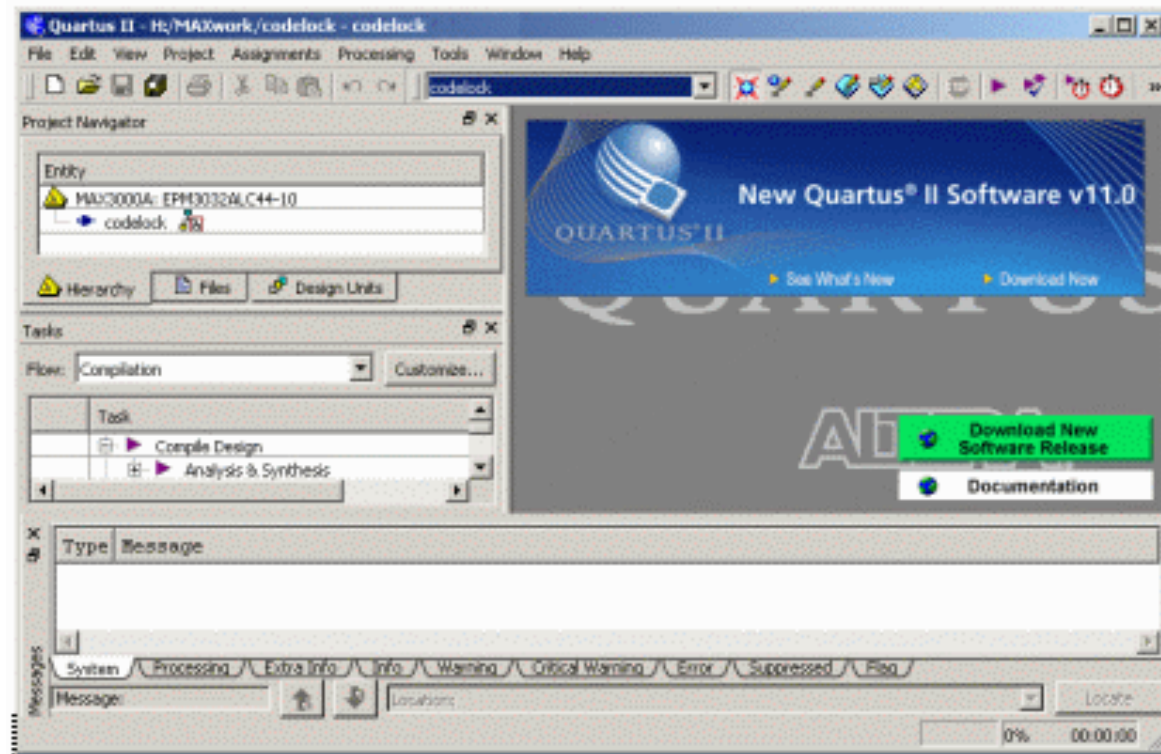 Quartus II - H:/MAXwork/codelock - codelock
File Edit View Project Assignments Processing Tools Window Help
codelock
Project Navigator
Entity
MAX3000A: EPM3032ALC44-10
codelock
Hierarchy Files Design Units
New Quartus® II Software v11.0
QUARTUS® II
See What's New Download Now
QUARTUS
Tasks
Flow: Compilation Customize...
Task
Compile Design
Analysis & Synthesis
Download New
Software Release
Documentation
Type Message
System Processing Extra Info Info Warning Critical Warning Error Suppressed Flag
Messages
Message: Location: Locate
0% 00:00:00